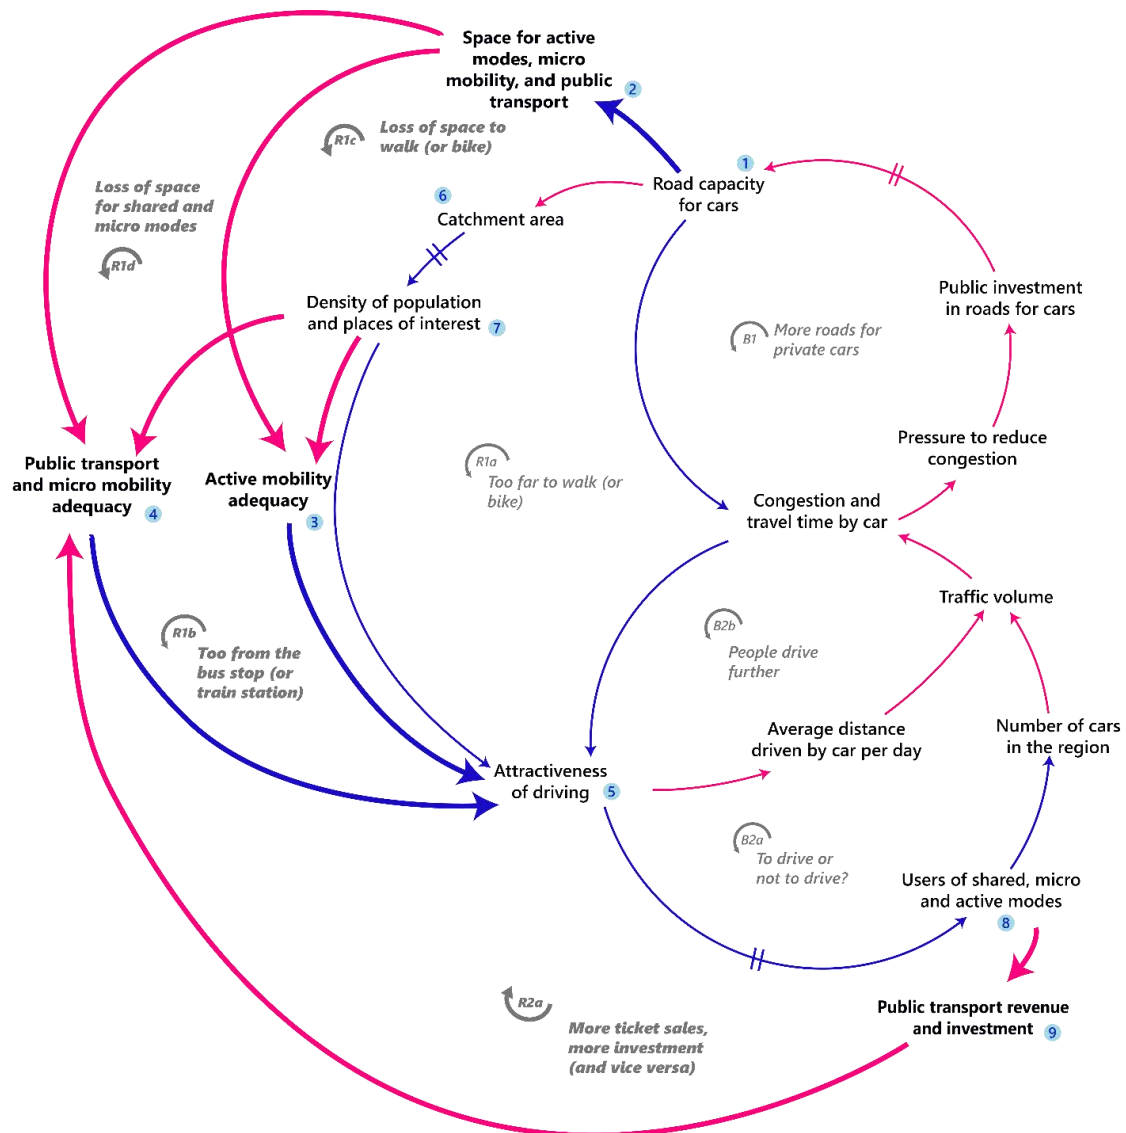 Space for active
modes, micro
mobility, and public
transport
2
R1c
Loss of space to
walk (or bike)
1
Road capacity
for cars
6
Catchment area
Loss of space
for shared and
micro modes
R1d
Public investment
in roads for cars
Density of population
and places of interest
7
B1
More roads for
private cars
Pressure to reduce
congestion
R1a
Too far to walk (or
bike)
Public transport
and micro mobility
adequacy
4
Active mobility
adequacy
3
Congestion and
travel time by car
Traffic volume
R1b
Too from the
bus stop (or
train station)
B2b
People drive
further
Average distance
driven by car per day
Number of cars
in the region
Attractiveness
of driving
5
B2a
To drive or
not to drive?
Users of shared, micro
and active modes
8
R2a
More ticket sales,
more investment
(and vice versa)
Public transport revenue
and investment
9